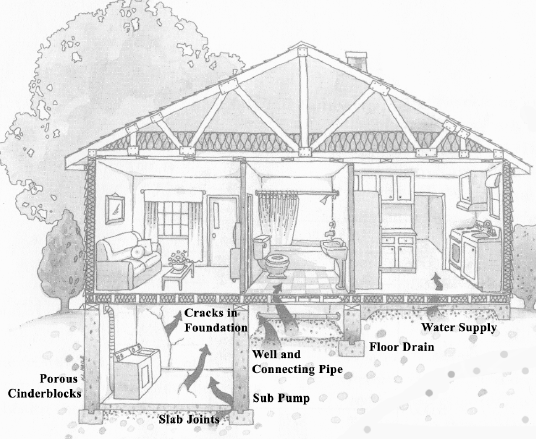 Cracks in
Foundation
Water Supply
Well and
Connecting Pipe
Floor Drain
Porous
Cinderblocks
Sub Pump
Slab Joints